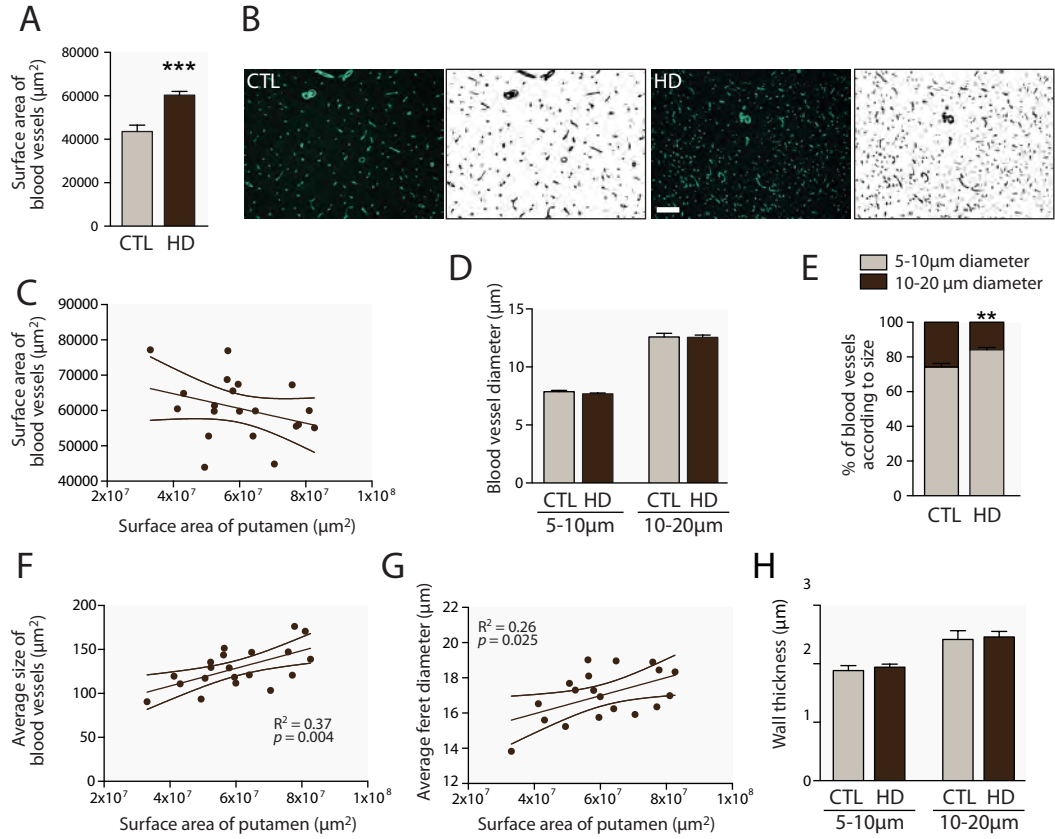 A
Surface area of
blood vessels (µm²)
80000
60000
40000
20000
0
***
CTL
HD
B
CTL
HD
C
Surface area of
blood vessels (µm²)
90000
80000
70000
60000
50000
40000
2x10⁷
4x10⁷
6x10⁷
8x10⁷
1x10⁸
Surface area of putamen (µm²)
D
Blood vessel diameter (µm)
15
10
5
0
CTL HD
CTL HD
5-10µm
10-20µm
E
5-10µm diameter
10-20 µm diameter
% of blood vessels
according to size
100
80
60
40
20
0
**
CTL
HD
F
Average size of
blood vessels (µm²)
200
150
100
50
0
R² = 0.37
p = 0.004
2x10⁷
4x10⁷
6x10⁷
8x10⁷
1x10⁸
Surface area of putamen (µm²)
G
Average feret diameter (µm)
22
20
18
16
14
12
R² = 0.26
p = 0.025
2x10⁷
4x10⁷
6x10⁷
8x10⁷
1x10⁸
Surface area of putamen (µm²)
H
Wall thickness (µm)
3
2
1
0
CTL HD
CTL HD
5-10µm
10-20µm